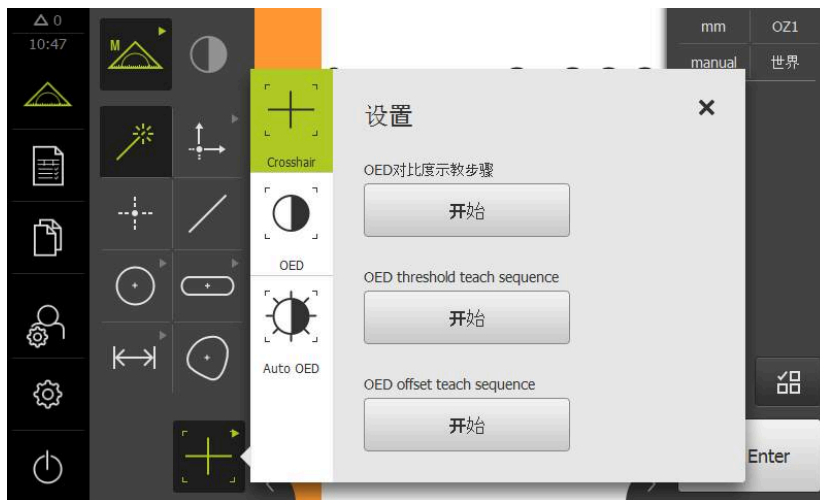 0
10:47
M
mm
OZ1
manual
世界
设置
Crosshair
OED对比度示教步骤
开始
OED
OED threshold teach sequence
开始
Auto OED
OED offset teach sequence
开始
Enter